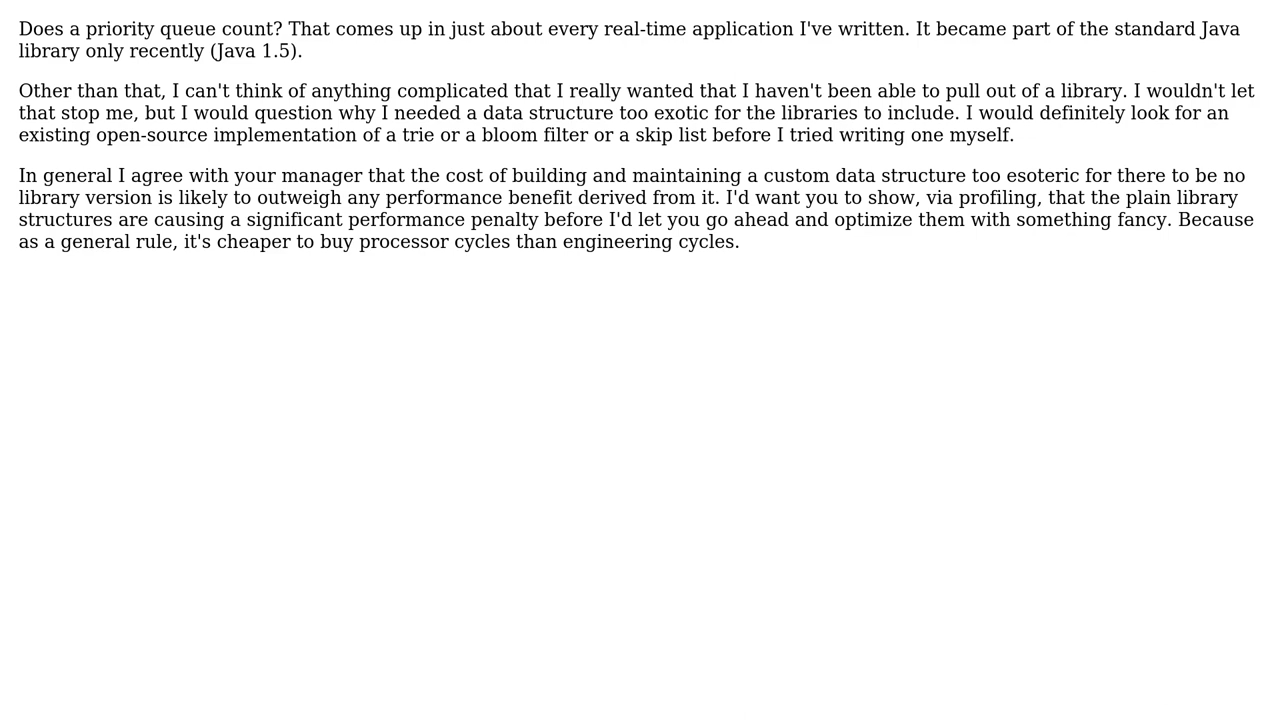 Does a priority queue count? That comes up in just about every real-time application I've written. It became part of the standard Java
library only recently (Java 1.5).
Other than that, I can't think of anything complicated that I really wanted that I haven't been able to pull out of a library. I wouldn't let
that stop me, but I would question why I needed a data structure too exotic for the libraries to include. I would definitely look for an
existing open-source implementation of a trie or a bloom filter or a skip list before I tried writing one myself.
In general I agree with your manager that the cost of building and maintaining a custom data structure too esoteric for there to be no
library version is likely to outweigh any performance benefit derived from it. I'd want you to show, via profiling, that the plain library
structures are causing a significant performance penalty before I'd let you go ahead and optimize them with something fancy. Because
as a general rule, it's cheaper to buy processor cycles than engineering cycles.